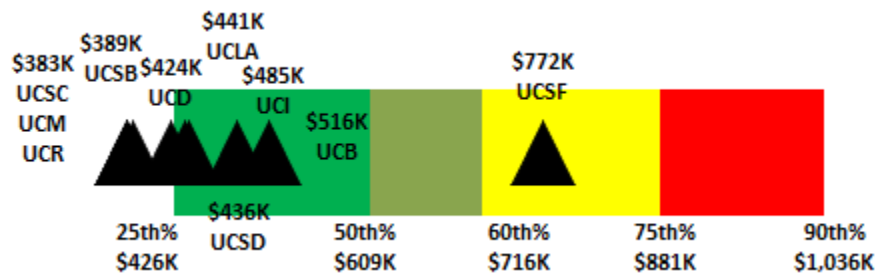 $383K
UCSC
UCM
UCR
$389K
UCSB
$424K
UCD
$441K
UCLA
$485K
UCI
$516K
UCB
$436K
UCSD
$772K
UCSF
25th%
$426K
50th%
$609K
60th%
$716K
75th%
$881K
90th%
$1,036K